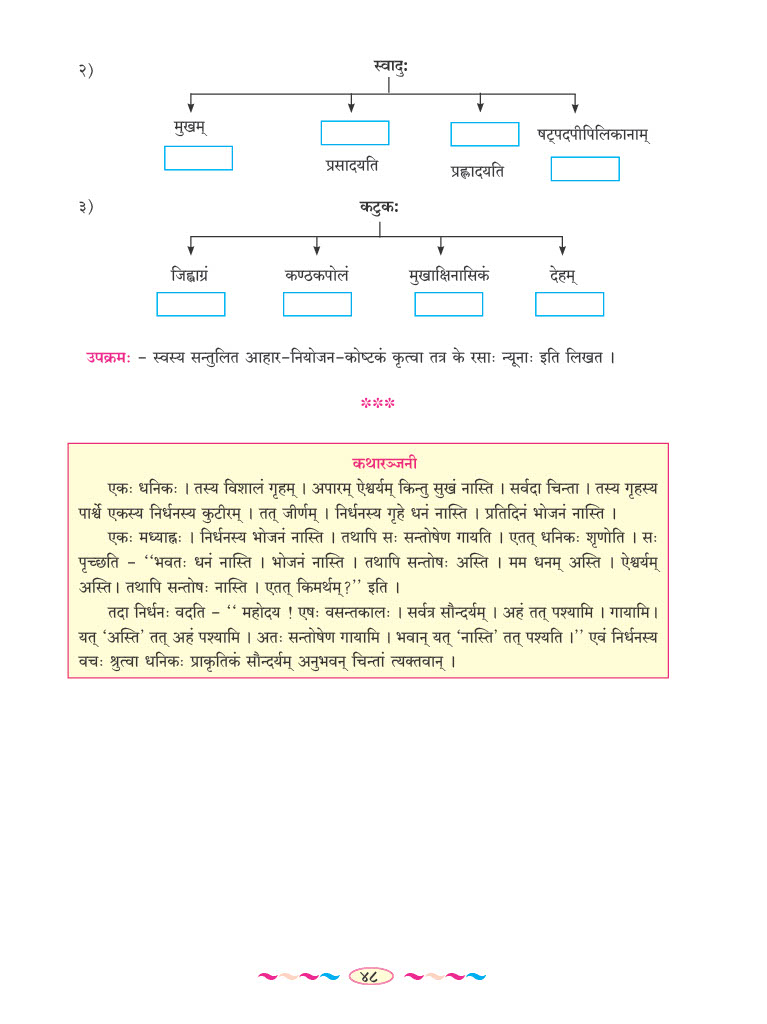 २)
स्वादुः
मुखम्
प्रसादयति
प्रह्लादयति
षट्पदपीपिलिकानाम्
३)
कटुकः
जिह्वाग्रं
कण्ठकपोलं
मुखाक्षिनासिकं
देहम्
उपक्रमः – स्वस्य सन्तुलित आहार-नियोजन-कोष्टकं कृत्वा तत्र के रसाः न्यूनाः इति लिखत ।
***
कथारञ्जनी
एकः धनिकः । तस्य विशालं गृहम् । अपारम् ऐश्वर्यम् किन्तु सुखं नास्ति । सर्वदा चिन्ता । तस्य गृहस्य
पार्श्वे एकस्य निर्धनस्य कुटीरम् । तत् जीर्णम् । निर्धनस्य गृहे धनं नास्ति । प्रतिदिनं भोजनं नास्ति ।
एकः मध्याह्नः । निर्धनस्य भोजनं नास्ति । तथापि सः सन्तोषेण गायति । एतत् धनिकः शृणोति । सः
पृच्छति – ‘‘भवतः धनं नास्ति । भोजनं नास्ति । तथापि सन्तोषः अस्ति । मम धनम् अस्ति । ऐश्वर्यम्
अस्ति। तथापि सन्तोषः नास्ति । एतत् किमर्थम्?’’ इति ।
तदा निर्धनः वदति – ‘‘ महोदय ! एषः वसन्तकालः । सर्वत्र सौन्दर्यम् । अहं तत् पश्यामि । गायामि।
यत् ‘अस्ति’ तत् अहं पश्यामि । अतः सन्तोषेण गायामि । भवान् यत् ‘नास्ति’ तत् पश्यति ।’’ एवं निर्धनस्य
वचः श्रुत्वा धनिकः प्राकृतिकं सौन्दर्यम् अनुभवन् चिन्तां त्यक्तवान् ।
४८